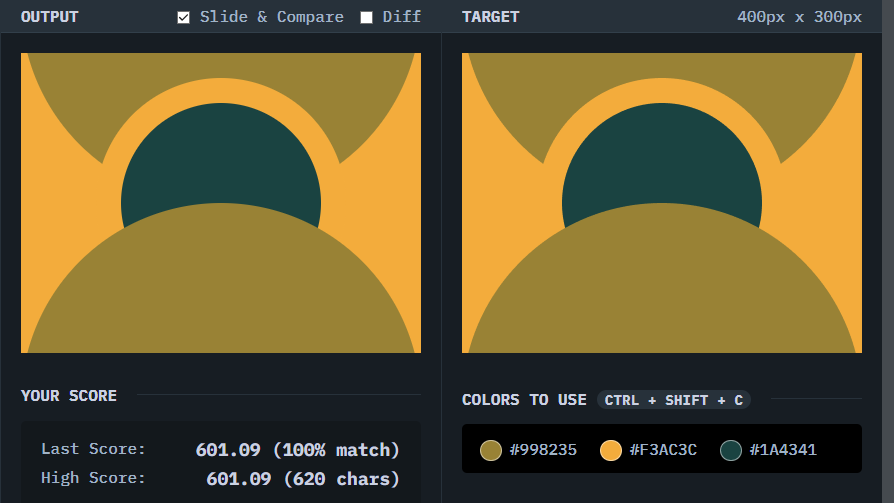 OUTPUT Slide & Compare Diff TARGET 400px x 300px
YOUR SCORE
Last Score: 601.09 (100% match)
High Score: 601.09 (620 chars)
COLORS TO USE CTRL + SHIFT + C
#998235 #F3AC3C #1A4341